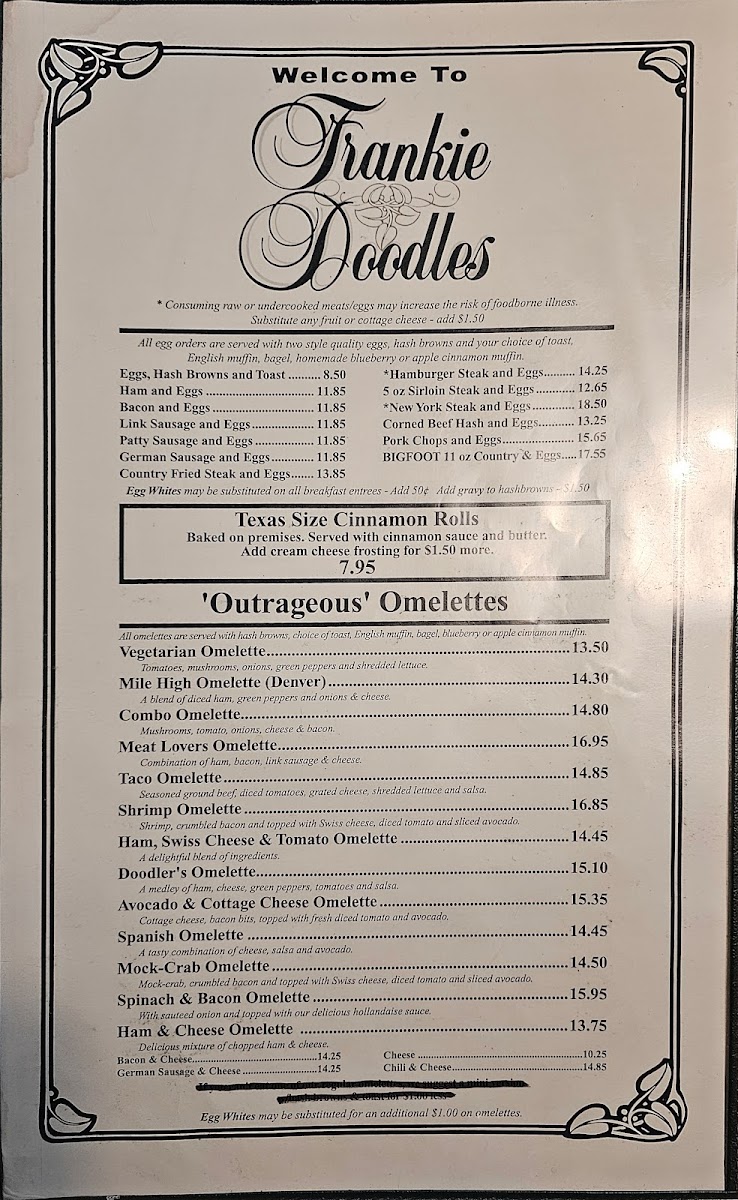 Welcome To
Frankie
Doodles
* Consuming raw or undercooked meats/eggs may increase the risk of foodborne illness.
Substitute any fruit or cottage cheese - add $1.50
All egg orders are served with two style quality eggs, hash browns and your choice of toast,
English muffin, bagel, homemade blueberry or apple cinnamon muffin.
Eggs, Hash Browns and Toast .......... 8.50
Ham and Eggs .................................. 11.85
Bacon and Eggs ................................ 11.85
Link Sausage and Eggs ...................... 11.85
Patty Sausage and Eggs ..................... 11.85
German Sausage and Eggs ................. 11.85
Country Fried Steak and Eggs ....... 13.85
*Hamburger Steak and Eggs .......... 14.25
5 oz Sirloin Steak and Eggs ............ 12.65
*New York Steak and Eggs ............. 18.50
Corned Beef Hash and Eggs ........... 13.25
Pork Chops and Eggs ....................... 15.65
BIGFOOT 11 oz Country & Eggs ..... 17.55
Egg Whites may be substituted on all breakfast entrees - Add 50¢ Add gravy to hashbrowns - $1.50
Texas Size Cinnamon Rolls
Baked on premises. Served with cinnamon sauce and butter.
Add cream cheese frosting for $1.50 more.
7.95
'Outrageous' Omelettes
All omelettes are served with hash browns, choice of toast, English muffin, bagel, blueberry or apple cinnamon muffin.
Vegetarian Omelette ............ 13.50
Tomatoes, mushrooms, onions, green peppers and shredded lettuce.
Mile High Omelette (Denver) ............ 14.30
A blend of diced ham, green peppers and onions & cheese.
Combo Omelette ............ 14.80
Mushrooms, tomato, onions, cheese & bacon.
Meat Lovers Omelette ............ 16.95
Combination of ham, bacon, link sausage & cheese.
Taco Omelette ............ 14.85
Seasoned ground beef, diced tomatoes, grated cheese, shredded lettuce and salsa.
Shrimp Omelette ............ 16.85
Shrimp, crumbled bacon and topped with Swiss cheese, diced tomato and sliced avocado.
Ham, Swiss Cheese & Tomato Omelette ............ 14.45
A delightful blend of ingredients.
Doodler's Omelette ............ 15.10
A medley of ham, cheese, green peppers, tomatoes and salsa.
Avocado & Cottage Cheese Omelette ............ 15.35
Cottage cheese, bacon bits, topped with fresh diced tomato and avocado.
Spanish Omelette ............ 14.45
A tasty combination of cheese, salsa and avocado.
Mock-Crab Omelette ............ 14.50
Mock-crab, crumbled bacon and topped with Swiss cheese, diced tomato and sliced avocado.
Spinach & Bacon Omelette ............ 15.95
With sauteed onion and topped with our delicious hollandaise sauce.
Ham & Cheese Omelette ............ 13.75
Delicious mixture of chopped ham & cheese.
Bacon & Cheese ............ 14.25
German Sausage & Cheese ............ 14.25
Cheese ............ 10.25
Chili & Cheese ............ 14.85
Egg Whites may be substituted for an additional $1.00 on omelettes.